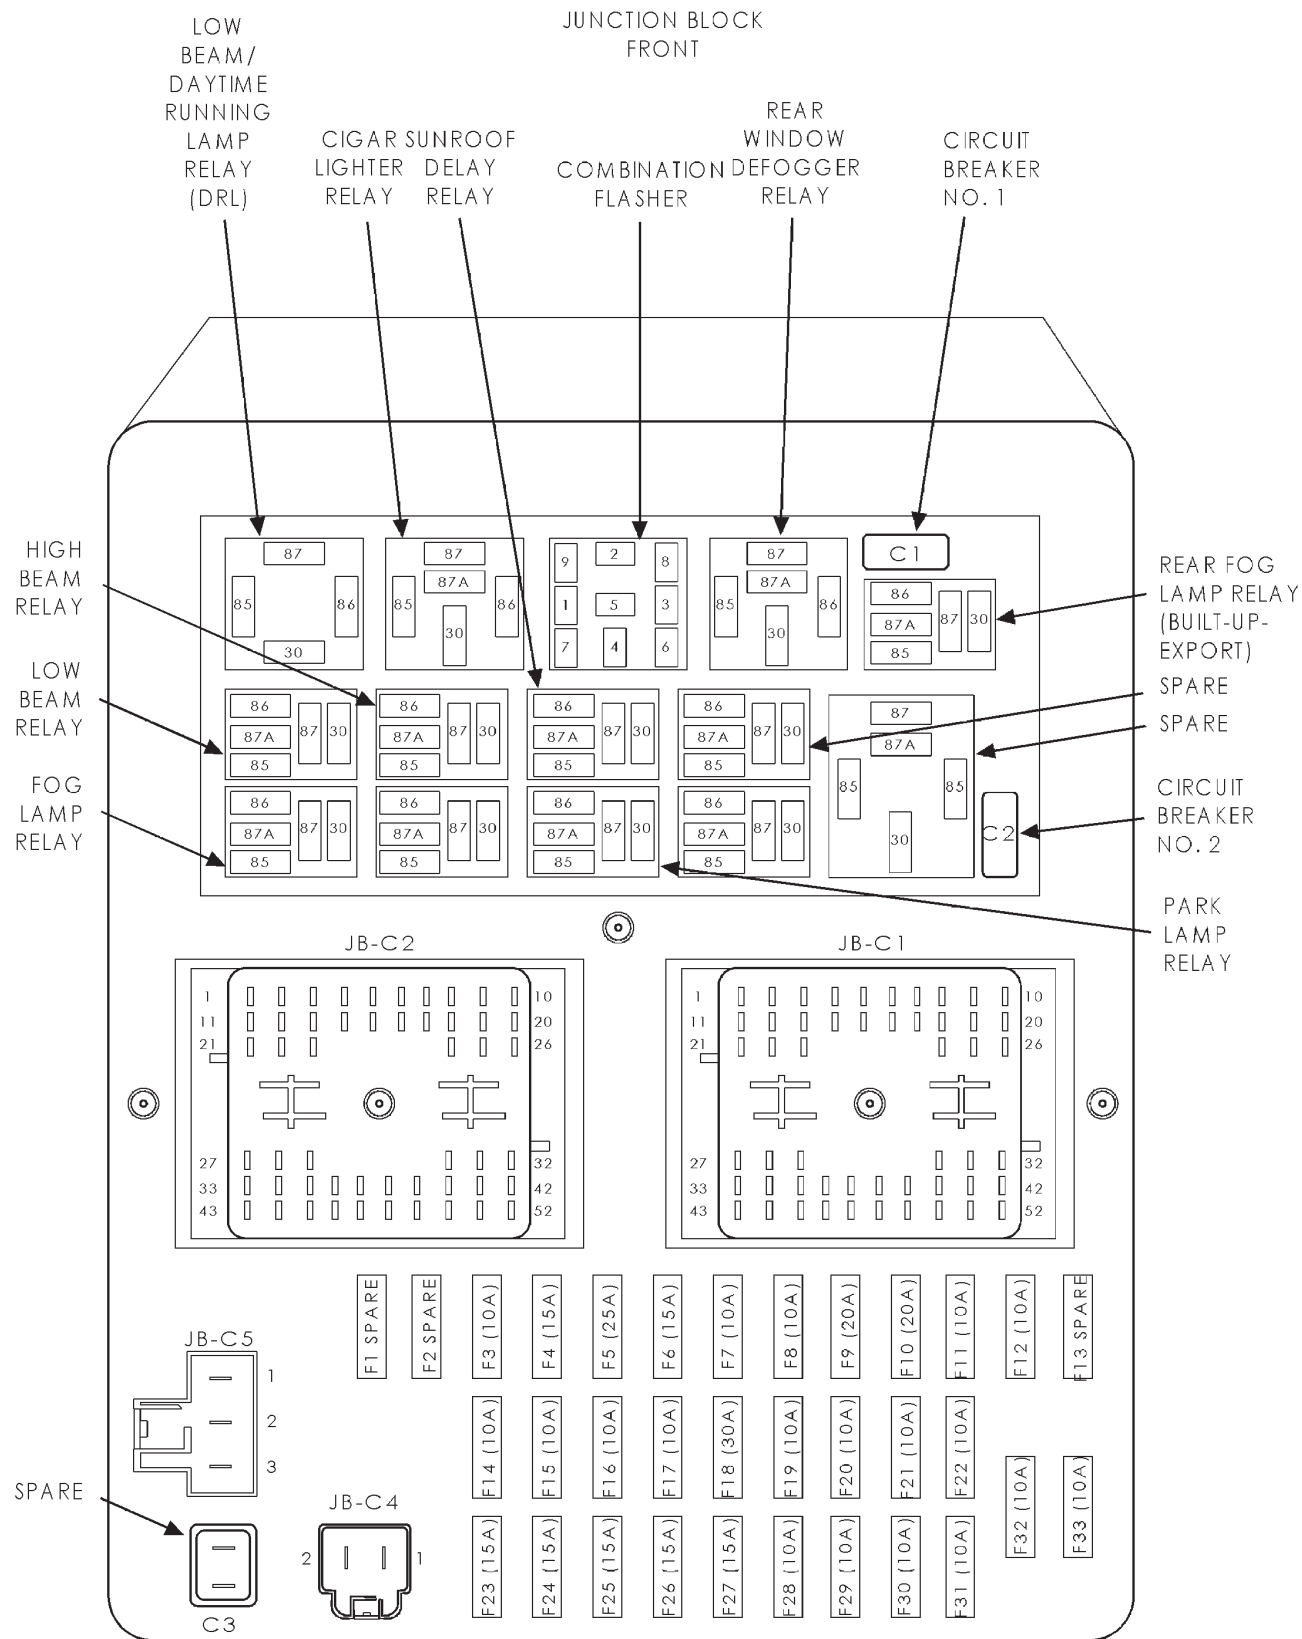 JUNCTION BLOCK
FRONT
LOW
BEAM/
DAYTIME
RUNNING
LAMP
RELAY
(DRL)
CIGAR
LIGHTER
RELAY
SUNROOF
DELAY
RELAY
COMBINATION
FLASHER
REAR
WINDOW
DEFOGGER
RELAY
CIRCUIT
BREAKER
NO. 1
HIGH
BEAM
RELAY
LOW
BEAM
RELAY
FOG
LAMP
RELAY
REAR FOG
LAMP RELAY
(BUILT-UP-
EXPORT)
SPARE
SPARE
CIRCUIT
BREAKER
NO. 2
PARK
LAMP
RELAY
87
85
86
30
87
87A
85
86
30
9
2
8
1
5
3
7
4
6
87
87A
85
86
30
C1
86
87A
85
87
30
86
87A
85
87
30
86
87A
85
87
30
86
87A
85
87
30
86
87A
85
87
30
87
87A
85
85
30
C2
86
87A
85
87
30
86
87A
85
87
30
86
87A
85
87
30
86
87A
85
87
30
JB-C2
1
10
11
20
21
26
27
32
33
42
43
52
JB-C1
1
10
11
20
21
26
27
32
33
42
43
52
F1 SPARE
F2 SPARE
F3 (10A)
F4 (15A)
F5 (25A)
F6 (15A)
F7 (10A)
F8 (10A)
F9 (20A)
F10 (20A)
F11 (10A)
F12 (10A)
F13 SPARE
F14 (10A)
F15 (10A)
F16 (10A)
F17 (10A)
F18 (30A)
F19 (10A)
F20 (10A)
F21 (10A)
F22 (10A)
F32 (10A)
F33 (10A)
F23 (15A)
F24 (15A)
F25 (15A)
F26 (15A)
F27 (15A)
F28 (10A)
F29 (10A)
F30 (10A)
F31 (10A)
JB-C5
1
2
3
SPARE
C3
JB-C4
2
1